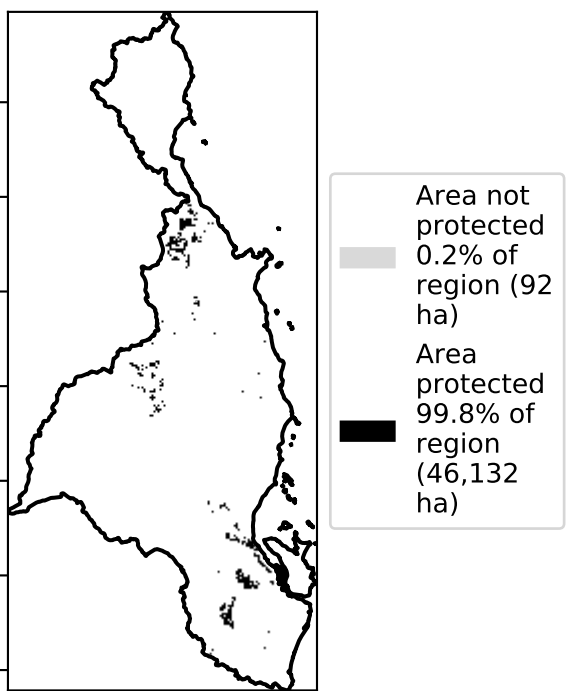 Area not
protected
0.2% of
region (92
ha)
Area
protected
99.8% of
region
(46,132
ha)